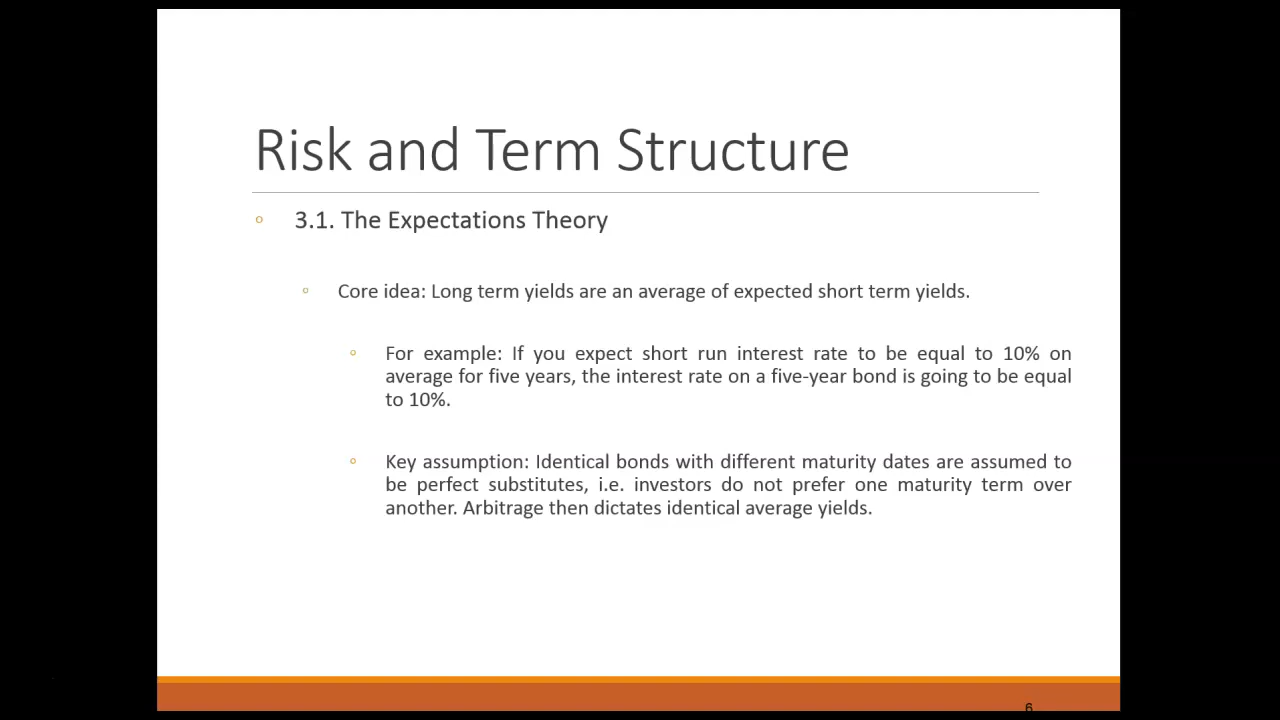 Risk and Term Structure
3.1. The Expectations Theory
Core idea: Long term yields are an average of expected short term yields.
For example: If you expect short run interest rate to be equal to 10% on
average for five years, the interest rate on a five-year bond is going to be equal
to 10%.
Key assumption: Identical bonds with different maturity dates are assumed to
be perfect substitutes, i.e. investors do not prefer one maturity term over
another. Arbitrage then dictates identical average yields.
6